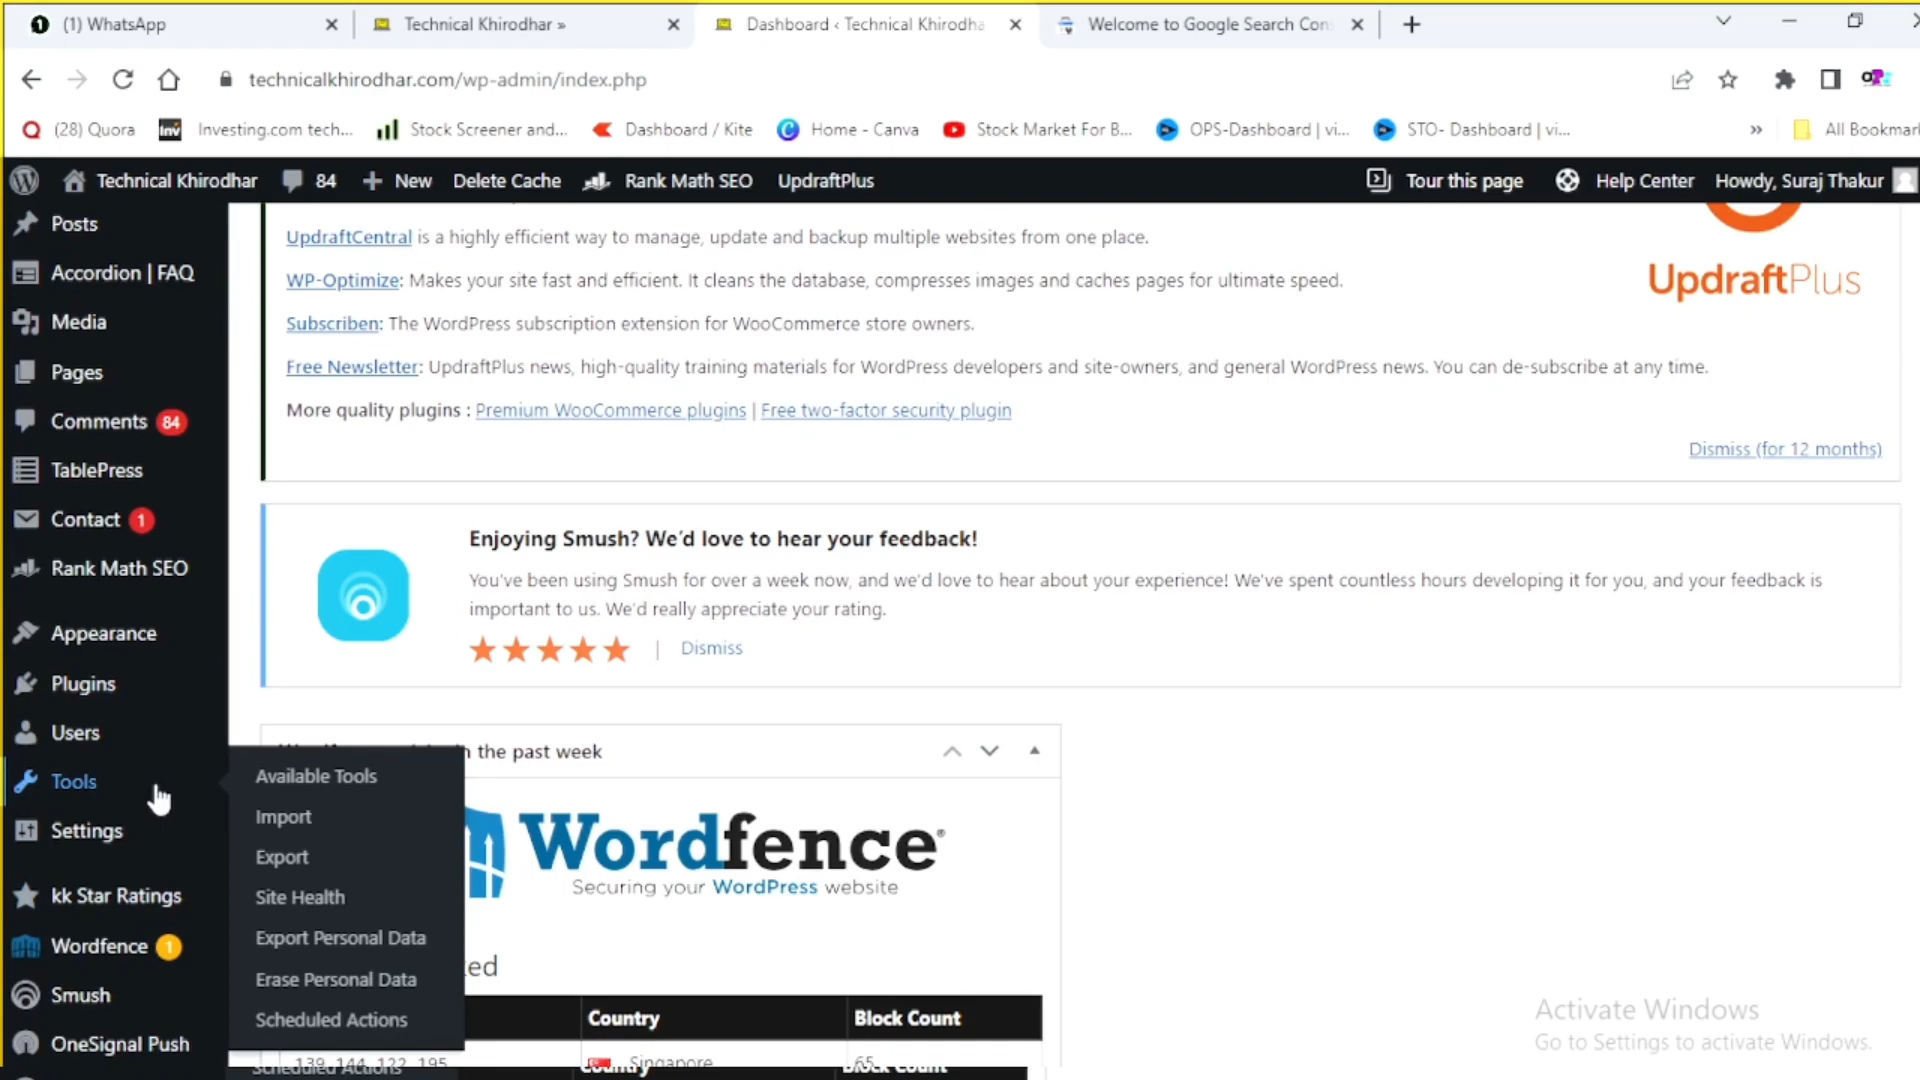 (1) WhatsApp
Technical Khirodhar »
Dashboard ‹ Technical Khirodha
Welcome to Google Search Con
technicalkhirodhar.com/wp-admin/index.php
(28) Quora
Inv
Investing.com tech...
Stock Screener and...
Dashboard / Kite
Home - Canva
Stock Market For B...
OPS-Dashboard | vi...
STO- Dashboard | vi...
»
All Bookmar
Technical Khirodhar
84
New
Delete Cache
Rank Math SEO
UpdraftPlus
Tour this page
Help Center
Howdy, Suraj Thakur
Posts
Accordion | FAQ
Media
Pages
Comments 84
TablePress
Contact 1
Rank Math SEO
Appearance
Plugins
Users
Tools
Settings
kk Star Ratings
Wordfence 1
Smush
OneSignal Push
Available Tools
Import
Export
Site Health
Export Personal Data
Erase Personal Data
Scheduled Actions
UpdraftCentral is a highly efficient way to manage, update and backup multiple websites from one place.
WP-Optimize: Makes your site fast and efficient. It cleans the database, compresses images and caches pages for ultimate speed.
Subscriben: The WordPress subscription extension for WooCommerce store owners.
Free Newsletter: UpdraftPlus news, high-quality training materials for WordPress developers and site-owners, and general WordPress news. You can de-subscribe at any time.
More quality plugins : Premium WooCommerce plugins | Free two-factor security plugin
UpdraftPlus
Dismiss (for 12 months)
Enjoying Smush? We'd love to hear your feedback!
You've been using Smush for over a week now, and we'd love to hear about your experience! We've spent countless hours developing it for you, and your feedback is
important to us. We'd really appreciate your rating.
| Dismiss
the past week
Wordfence®
Securing your WordPress website
ked
Country
Block Count
139.144.122.195
Singapore
65
Scheduled Actions
Country
Block Count
Activate Windows
Go to Settings to activate Windows.